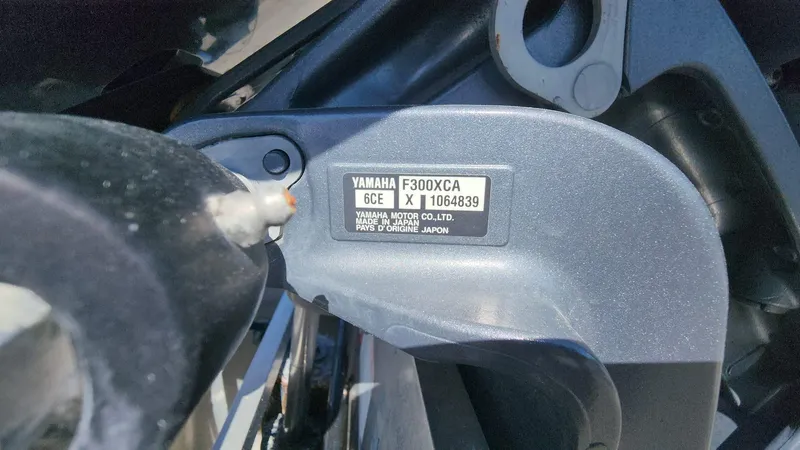 YAMAHA F300XCA
6CE X 1064839
YAMAHA MOTOR CO.,LTD.
MADE IN JAPAN
PAYS D'ORIGINE JAPON